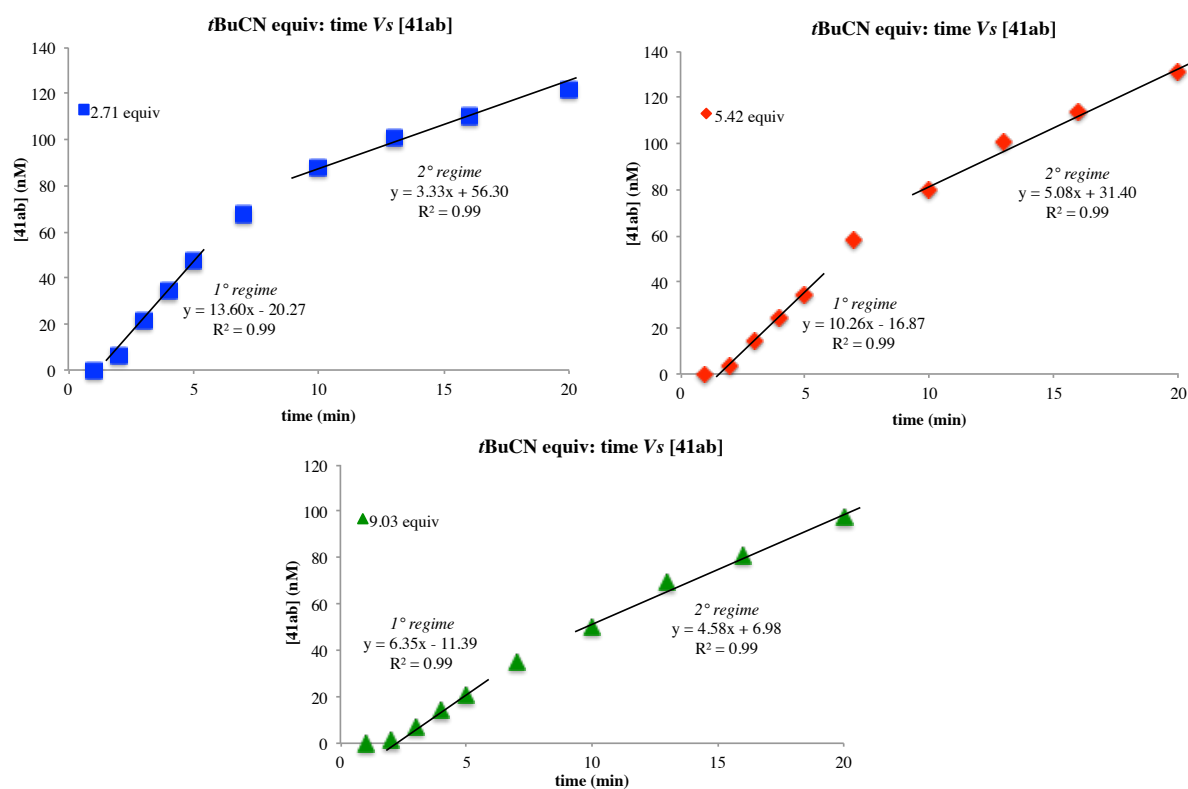 tBuCN equiv: time Vs [41ab]
140
120
100
80
60
40
20
0
[41ab] (nM)
2.71 equiv
2° regime
y = 3.33x + 56.30
R² = 0.99
1° regime
y = 13.60x - 20.27
R² = 0.99
0 5 10 15 20
time (min)
tBuCN equiv: time Vs [41ab]
140
120
100
80
60
40
20
0
[41ab] (nM)
5.42 equiv
2° regime
y = 5.08x + 31.40
R² = 0.99
1° regime
y = 10.26x - 16.87
R² = 0.99
0 5 10 15 20
time (min)
tBuCN equiv: time Vs [41ab]
120
100
80
60
40
20
0
[41ab] (nM)
9.03 equiv
1° regime
y = 6.35x - 11.39
R² = 0.99
2° regime
y = 4.58x + 6.98
R² = 0.99
0 5 10 15 20
time (min)